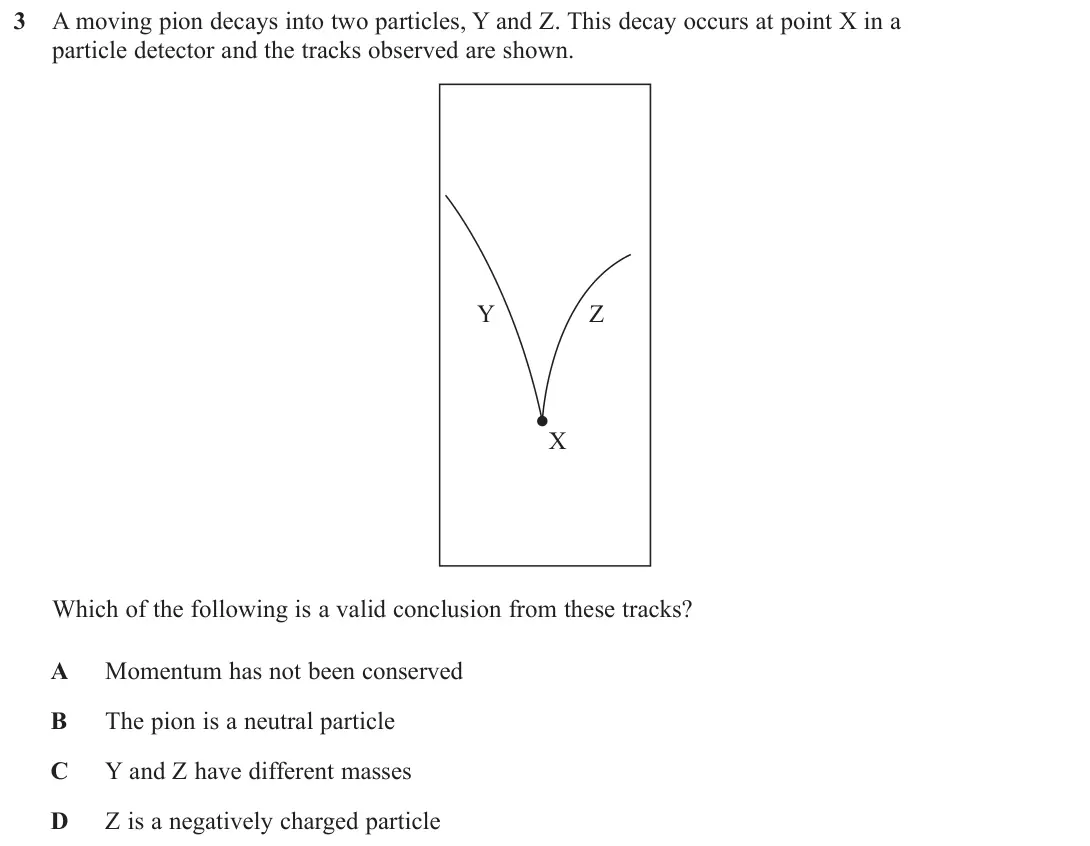 3 A moving pion decays into two particles, Y and Z. This decay occurs at point X in a
particle detector and the tracks observed are shown.
Y
Z
X
Which of the following is a valid conclusion from these tracks?
A Momentum has not been conserved
B The pion is a neutral particle
C Y and Z have different masses
D Z is a negatively charged particle